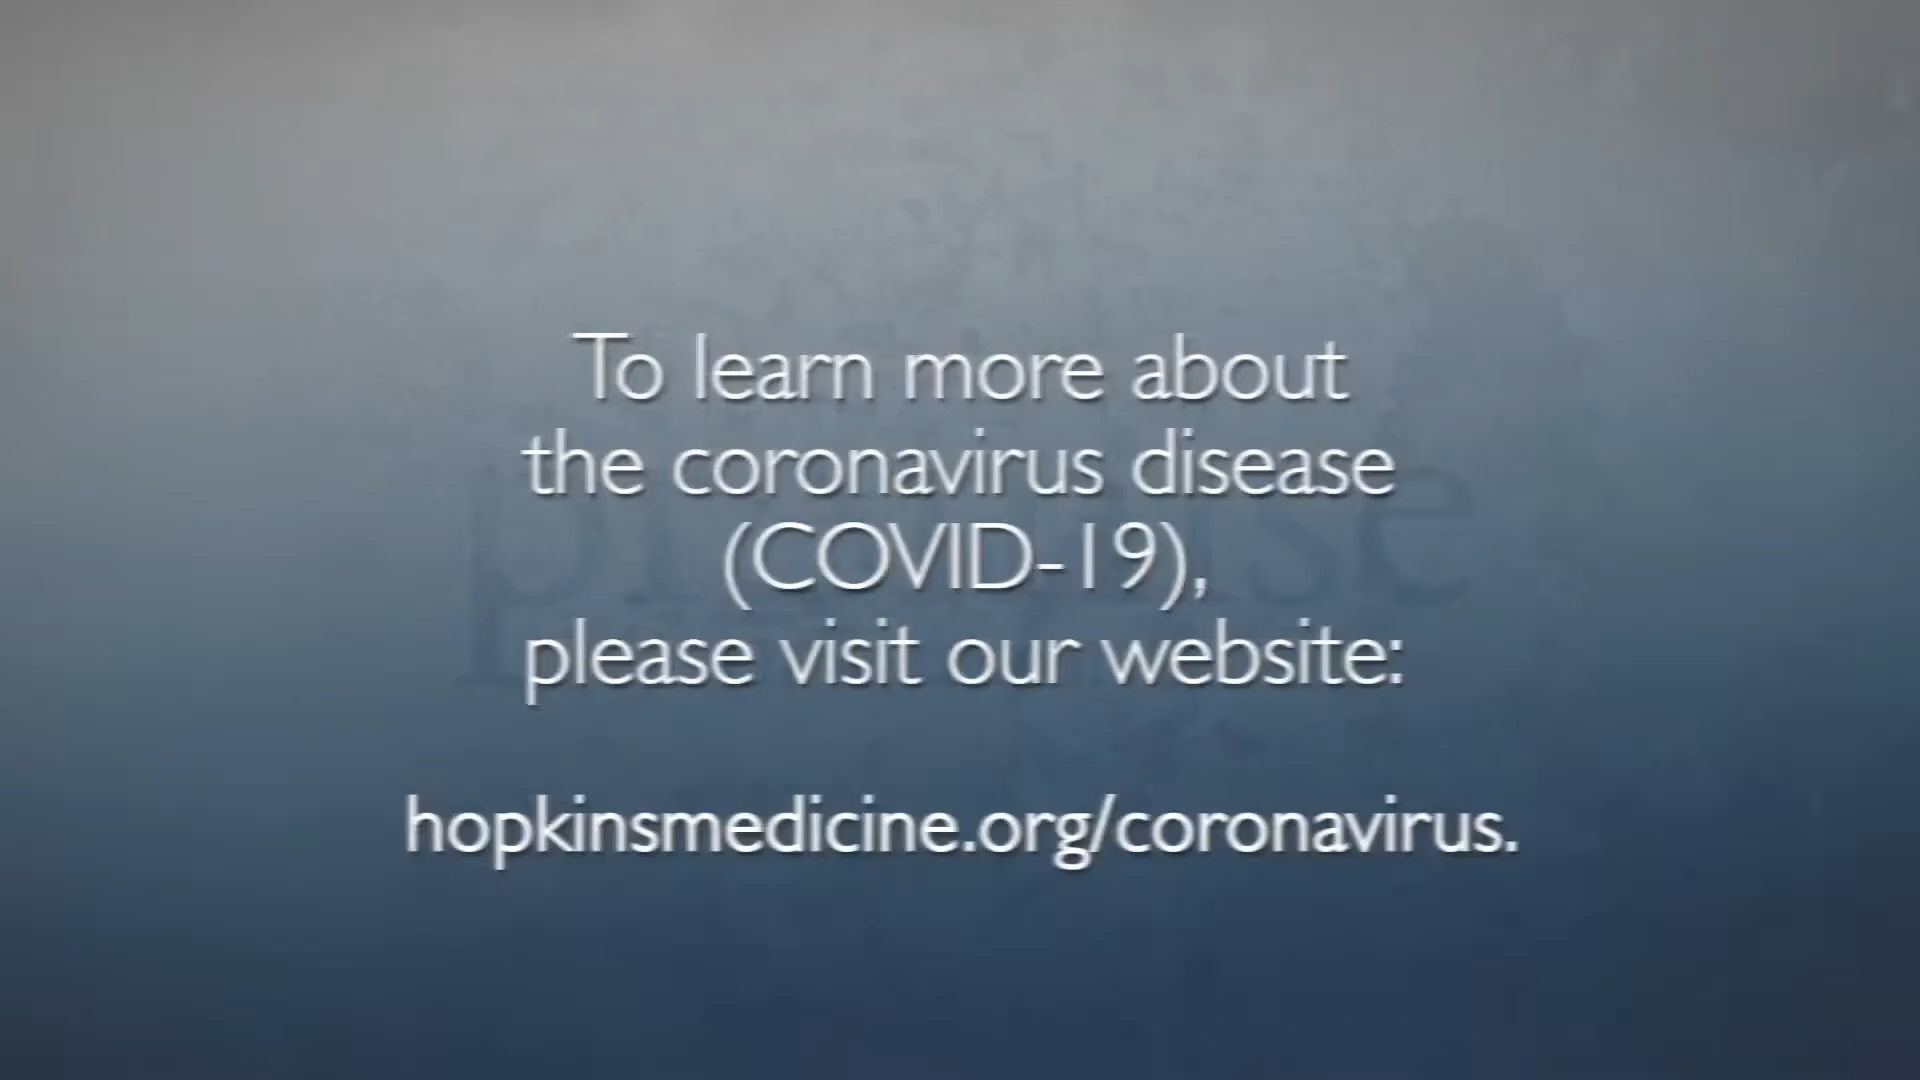 To learn more about
the coronavirus disease
(COVID-19),
please visit our website:
hopkinsmedicine.org/coronavirus.